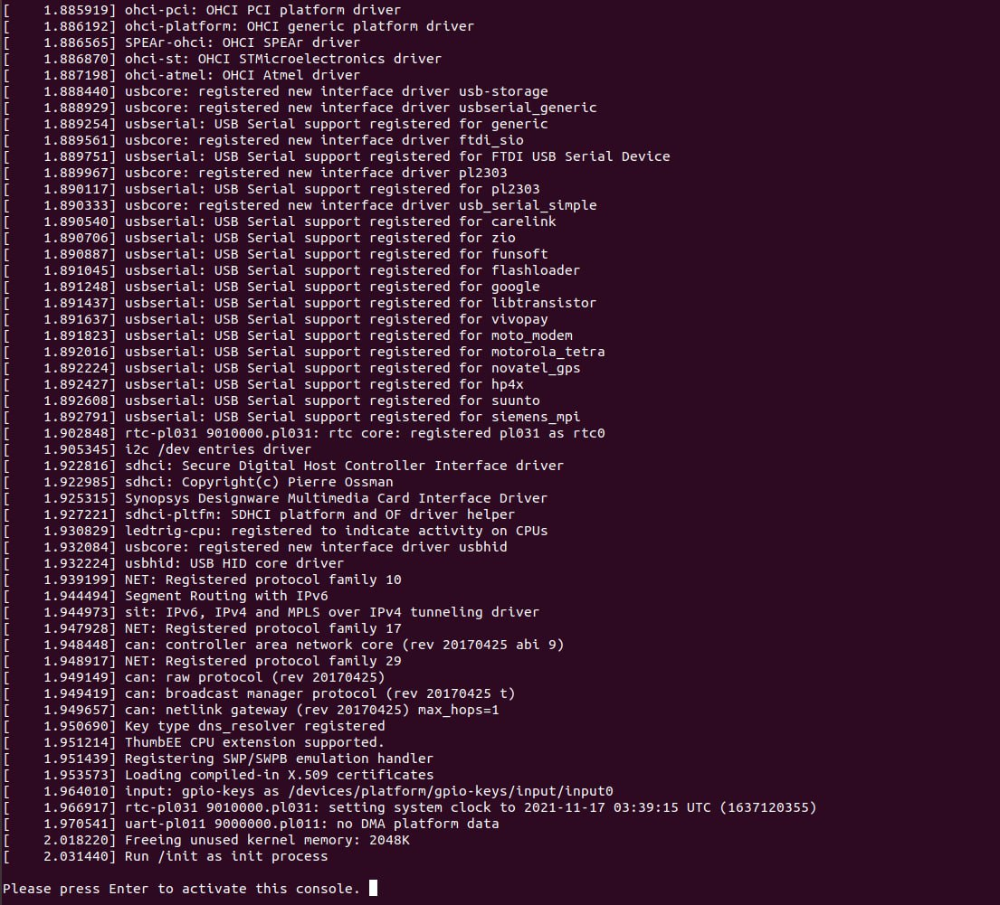 [    1.885919] ohci-pci: OHCI PCI platform driver
[    1.886192] ohci-platform: OHCI generic platform driver
[    1.886565] SPEAr-ohci: OHCI SPEAr driver
[    1.886870] ohci-st: OHCI STMicroelectronics driver
[    1.887198] ohci-atmel: OHCI Atmel driver
[    1.888440] usbcore: registered new interface driver usb-storage
[    1.888929] usbcore: registered new interface driver usbserial_generic
[    1.889254] usbserial: USB Serial support registered for generic
[    1.889561] usbcore: registered new interface driver ftdi_sio
[    1.889751] usbserial: USB Serial support registered for FTDI USB Serial Device
[    1.889967] usbcore: registered new interface driver pl2303
[    1.890117] usbserial: USB Serial support registered for pl2303
[    1.890333] usbcore: registered new interface driver usb_serial_simple
[    1.890540] usbserial: USB Serial support registered for carelink
[    1.890706] usbserial: USB Serial support registered for zio
[    1.890887] usbserial: USB Serial support registered for funsoft
[    1.891045] usbserial: USB Serial support registered for flashloader
[    1.891248] usbserial: USB Serial support registered for google
[    1.891437] usbserial: USB Serial support registered for libtransistor
[    1.891637] usbserial: USB Serial support registered for vivopay
[    1.891823] usbserial: USB Serial support registered for moto_modem
[    1.892016] usbserial: USB Serial support registered for motorola_tetra
[    1.892224] usbserial: USB Serial support registered for novatel_gps
[    1.892427] usbserial: USB Serial support registered for hp4x
[    1.892608] usbserial: USB Serial support registered for suunto
[    1.892791] usbserial: USB Serial support registered for siemens_mpi
[    1.902848] rtc-pl031 9010000.pl031: rtc core: registered pl031 as rtc0
[    1.905345] i2c /dev entries driver
[    1.922816] sdhci: Secure Digital Host Controller Interface driver
[    1.922985] sdhci: Copyright(c) Pierre Ossman
[    1.925315] Synopsys Designware Multimedia Card Interface Driver
[    1.927221] sdhci-pltfm: SDHCI platform and OF driver helper
[    1.930829] ledtrig-cpu: registered to indicate activity on CPUs
[    1.932084] usbcore: registered new interface driver usbhid
[    1.932224] usbhid: USB HID core driver
[    1.939199] NET: Registered protocol family 10
[    1.944494] Segment Routing with IPv6
[    1.944973] sit: IPv6, IPv4 and MPLS over IPv4 tunneling driver
[    1.947928] NET: Registered protocol family 17
[    1.948448] can: controller area network core (rev 20170425 abi 9)
[    1.948917] NET: Registered protocol family 29
[    1.949149] can: raw protocol (rev 20170425)
[    1.949419] can: broadcast manager protocol (rev 20170425 t)
[    1.949657] can: netlink gateway (rev 20170425) max_hops=1
[    1.950690] Key type dns_resolver registered
[    1.951214] ThumbEE CPU extension supported.
[    1.951439] Registering SWP/SWPB emulation handler
[    1.953573] Loading compiled-in X.509 certificates
[    1.964010] input: gpio-keys as /devices/platform/gpio-keys/input/input0
[    1.966917] rtc-pl031 9010000.pl031: setting system clock to 2021-11-17 03:39:15 UTC (1637120355)
[    1.970541] uart-pl011 9000000.pl011: no DMA platform data
[    2.018220] Freeing unused kernel memory: 2048K
[    2.031440] Run /init as init process
Please press Enter to activate this console.